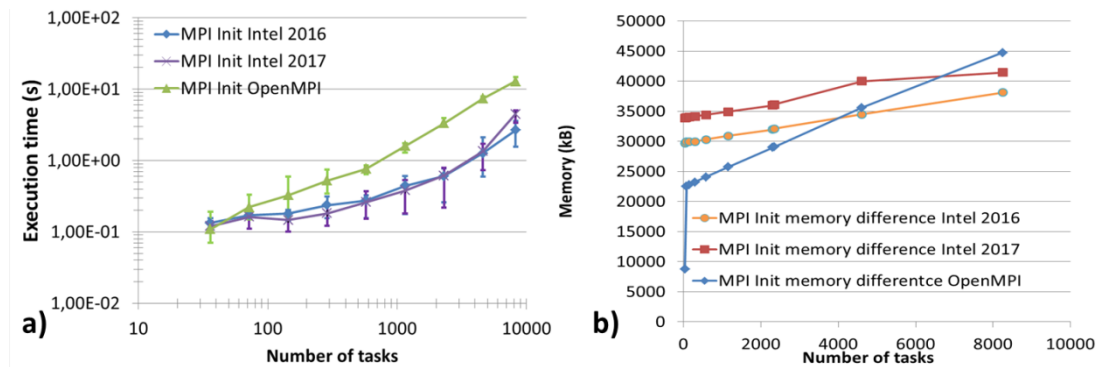 1,00E+02
1,00E+01
1,00E+00
1,00E-01
1,00E-02
Execution time (s)
MPI Init Intel 2016
MPI Init Intel 2017
MPI Init OpenMPI
10
100
1000
10000
Number of tasks
a)
50000
45000
40000
35000
30000
25000
20000
15000
10000
5000
0
Memory (kB)
MPI Init memory difference Intel 2016
MPI Init memory difference Intel 2017
MPI Init memory differentce OpenMPI
0
2000
4000
6000
8000
10000
Number of tasks
b)